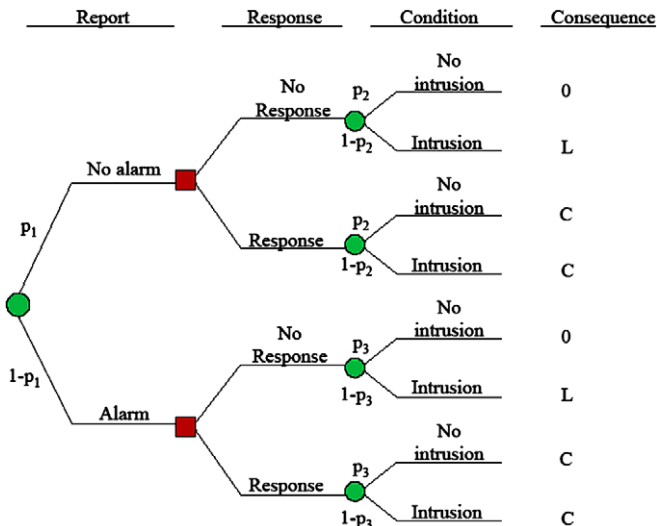 Report Response Condition Consequence
No
intrusion
No
Response
p2
0
1-p2
Intrusion
L
No alarm
No
intrusion
p2
C
p1
Response
1-p2
Intrusion
C
No
intrusion
No
Response
p3
0
1-p1
1-p3
Intrusion
L
Alarm
No
intrusion
p3
C
Response
1-p3
Intrusion
C